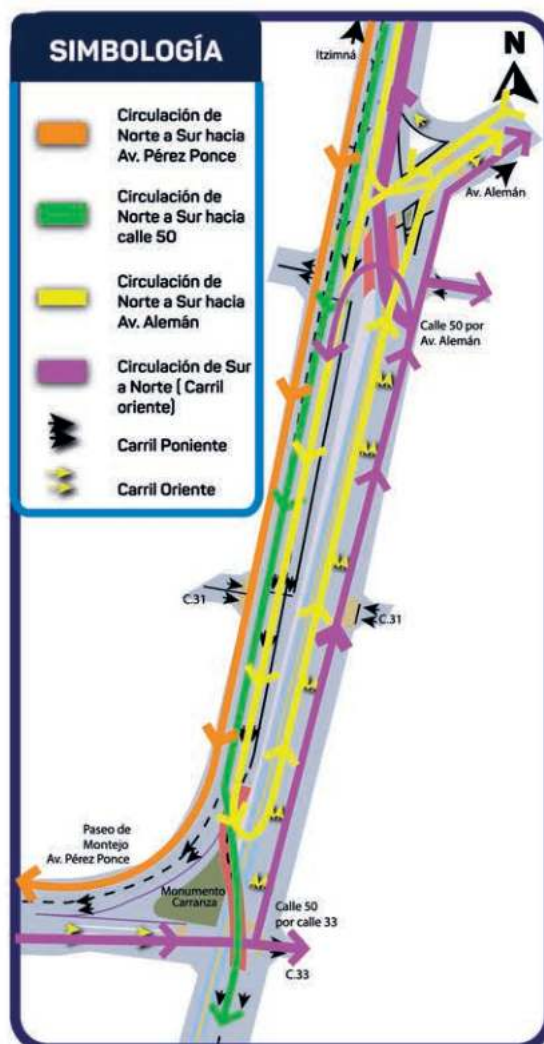 SIMBOLOGÍA
Circulación de
Norte a Sur hacia
Av. Pérez Ponce
Circulación de
Norte a Sur hacia
calle 50
Circulación de
Norte a Sur hacia
Av. Alemán
Circulación de Sur
a Norte ( Carril
oriente)
Carril Poniente
Carril Oriente
Itzimná
N
Av. Alemán
Calle 50 por
Av. Alemán
C.31
C.31
Paseo de
Montejo
Av. Pérez Ponce
Monumento
Carranza
Calle 50
por calle 33
C.33